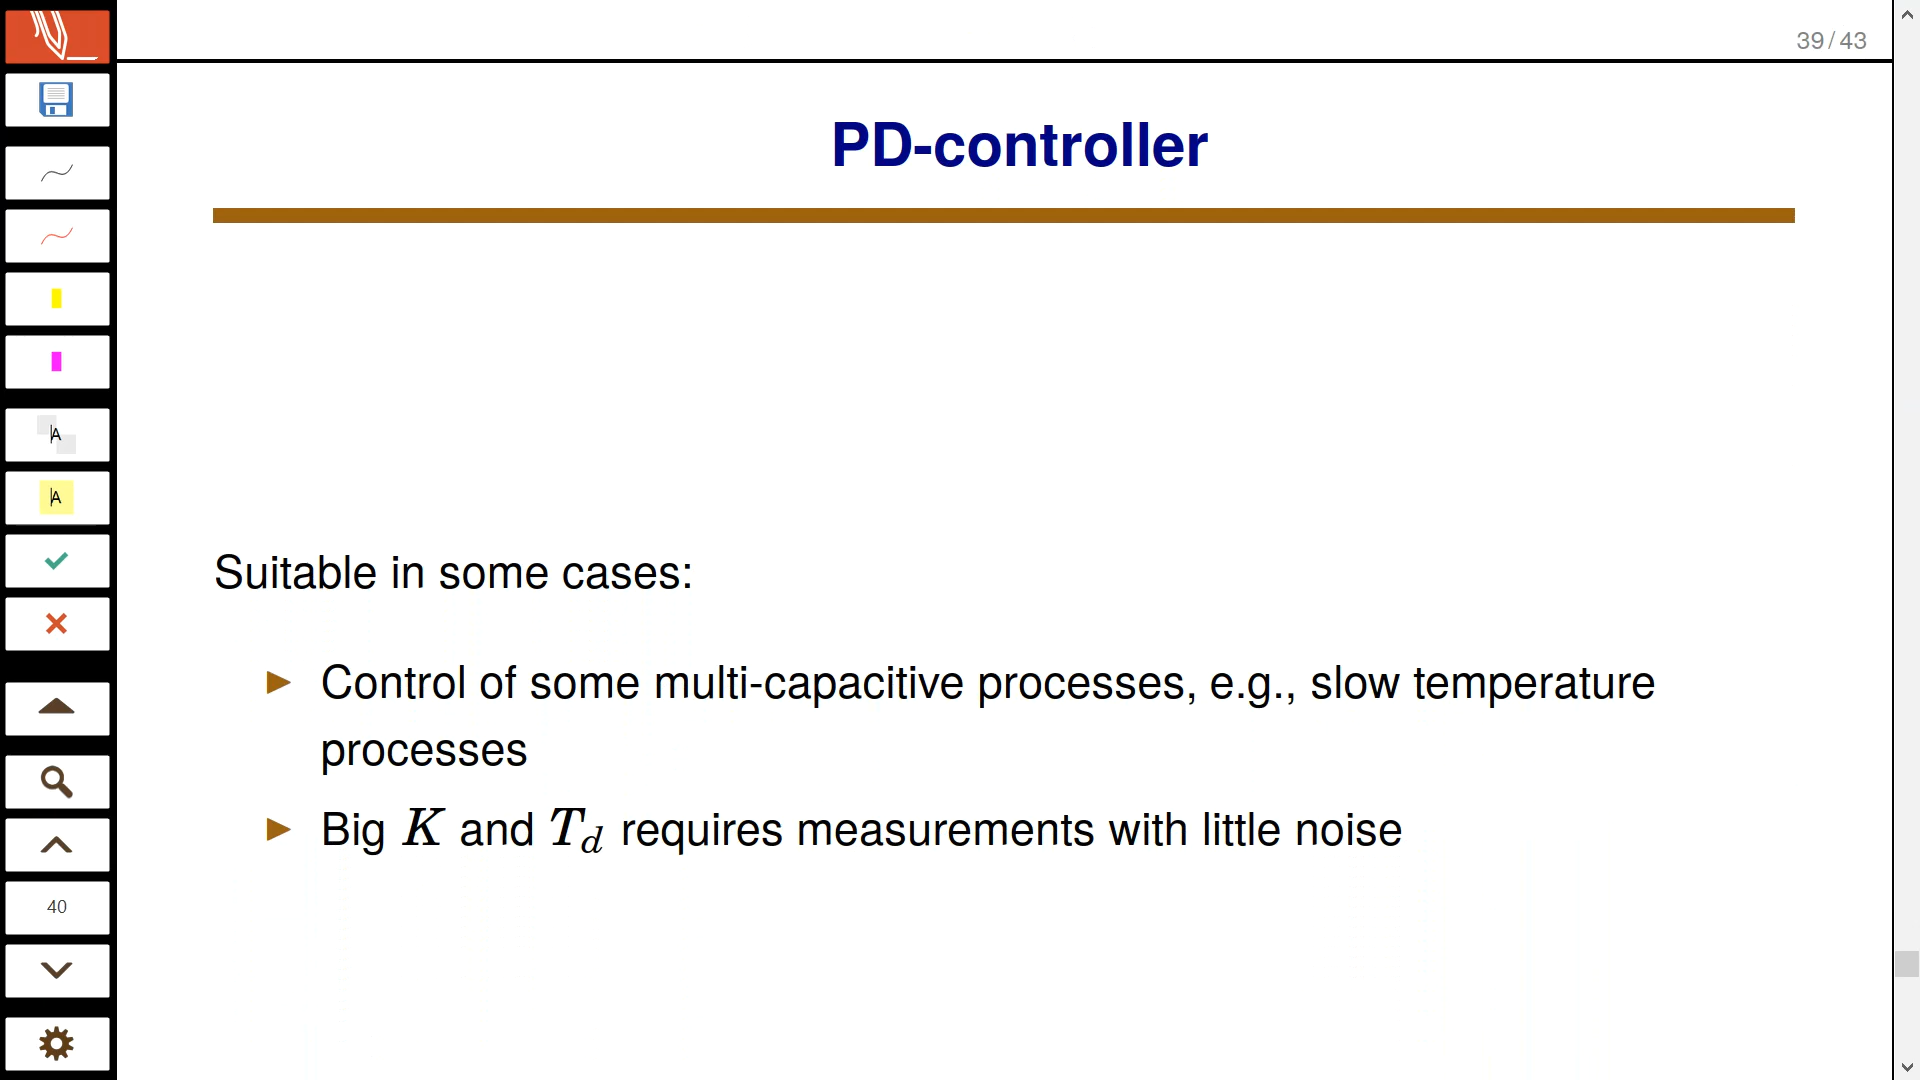 39/43
PD-controller
A
A
Suitable in some cases:
Control of some multi-capacitive processes, e.g., slow temperature
processes
Big K and T_d requires measurements with little noise
40